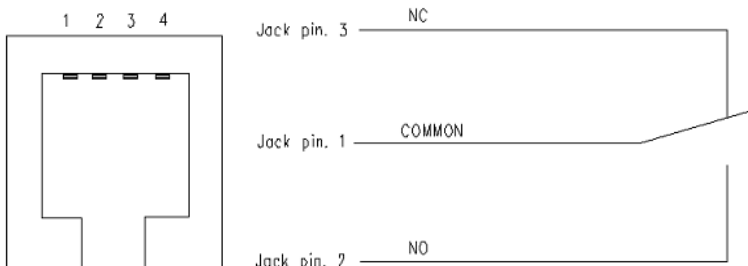 1 2 3 4
Jack pin. 3 NC
Jack pin. 1 COMMON
Jack pin. 2 NO